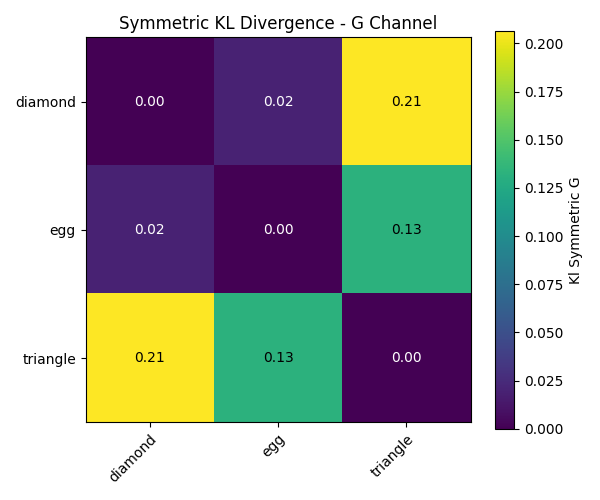 Symmetric KL Divergence - G Channel
diamond
0.00 0.02 0.21
egg
0.02 0.00 0.13
triangle
0.21 0.13 0.00
diamond
egg
triangle
0.200
0.175
0.150
0.125
0.100
0.075
0.050
0.025
0.000
Kl Symmetric G